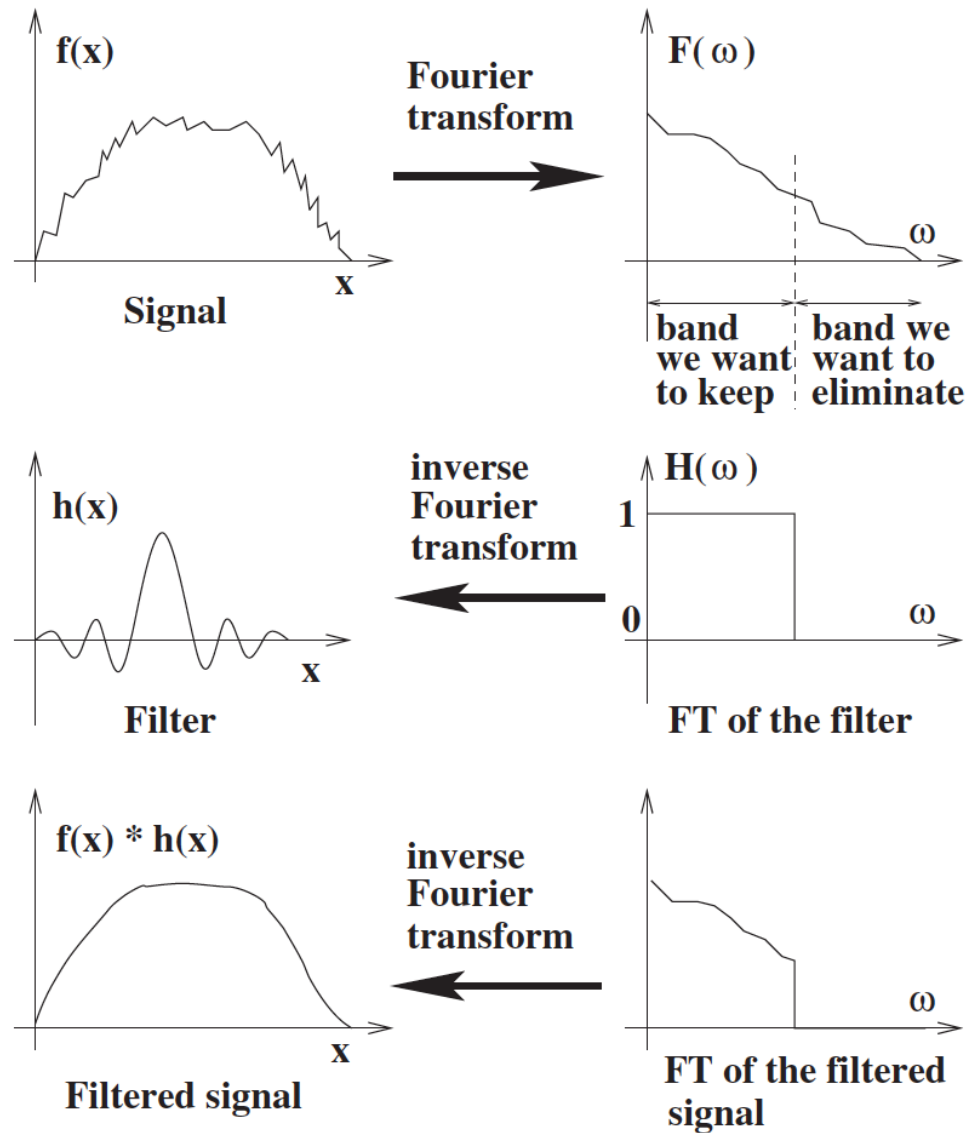 f(x)
Fourier
transform
F(ω)
ω
x
Signal
band
we want
to keep
band we
want to
eliminate
h(x)
inverse
Fourier
transform
H(ω)
1
0
ω
x
Filter
FT of the filter
f(x) * h(x)
inverse
Fourier
transform
ω
x
Filtered signal
FT of the filtered
signal